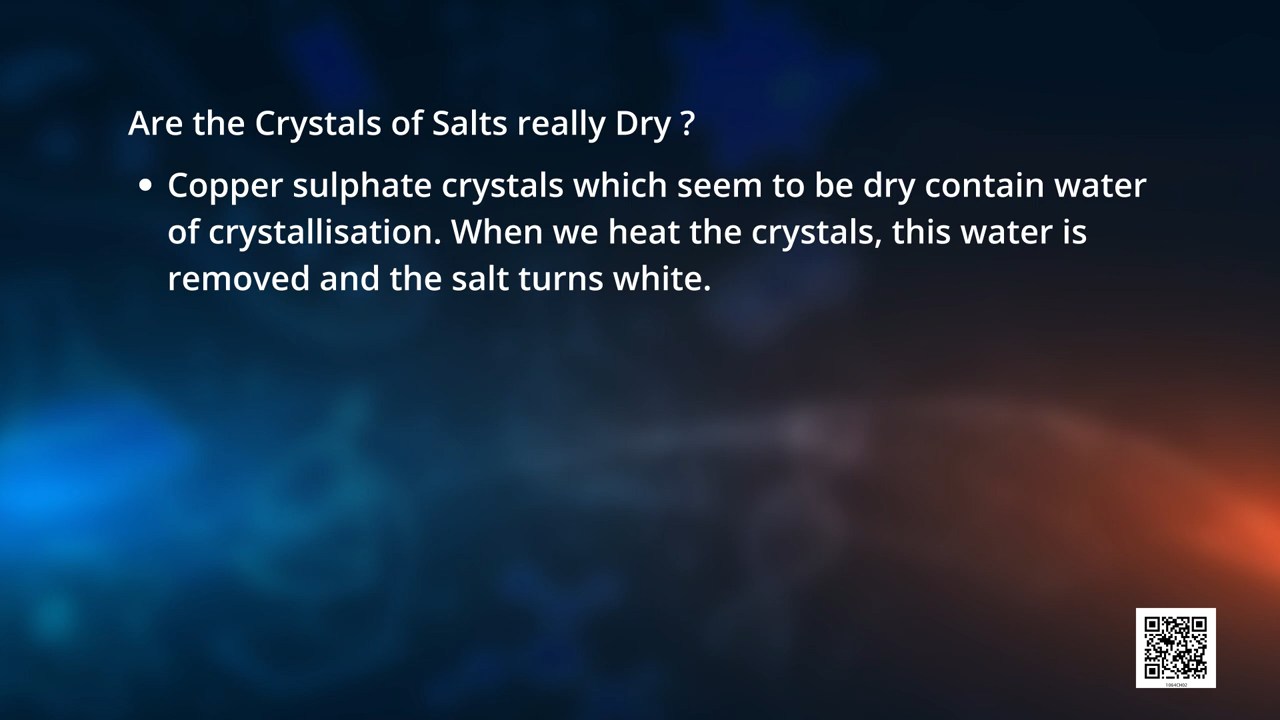 Are the Crystals of Salts really Dry ?
• Copper sulphate crystals which seem to be dry contain water
of crystallisation. When we heat the crystals, this water is
removed and the salt turns white.
1064CH02